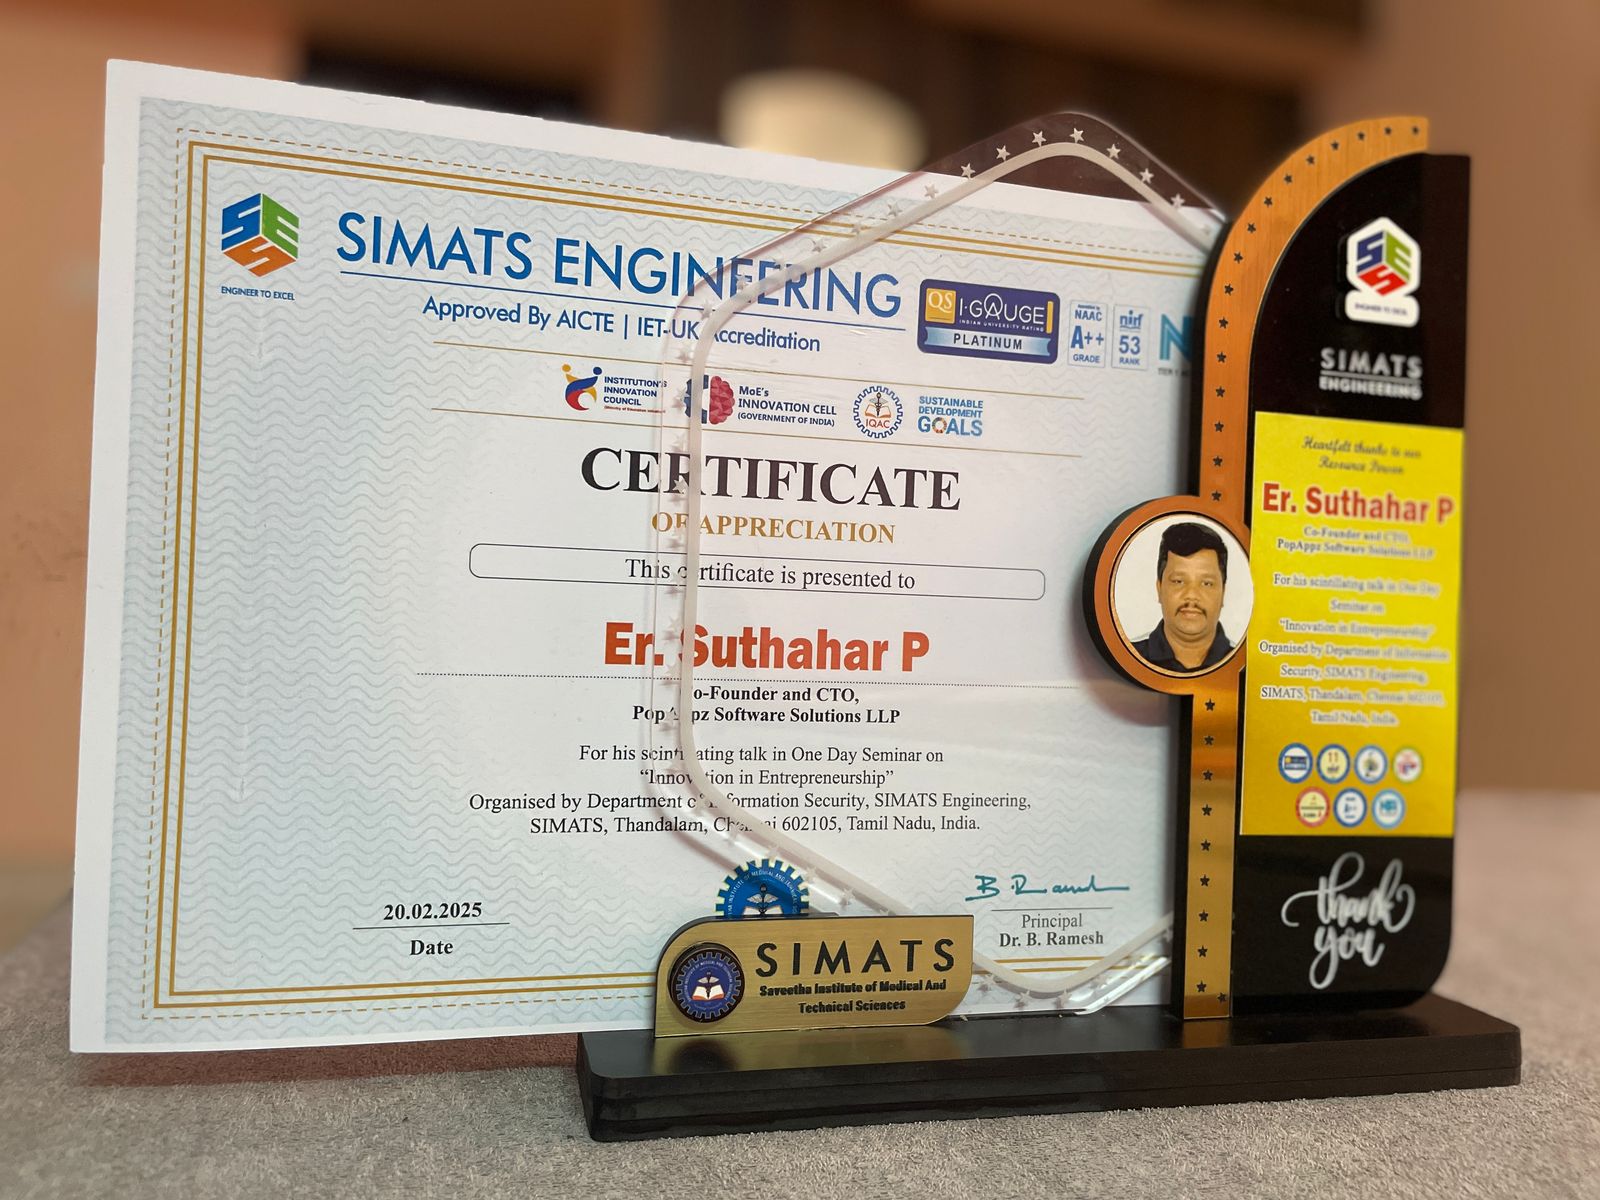 SIMATS ENGINEERING
ENGINEER TO EXCEL
Approved By AICTE | IET-UK Accreditation
QS I·GAUGE
INDIAN UNIVERSITY RATING
PLATINUM
NAAC
A++
GRADE
nirf
53
RANK
INSTITUTION'S
INNOVATION
COUNCIL
(Ministry of Education Initiative)
MoE's
INNOVATION CELL
(GOVERNMENT OF INDIA)
IQAC
SUSTAINABLE
DEVELOPMENT
GOALS
CERTIFICATE
OF APPRECIATION
This certificate is presented to
Er. Suthahar P
Co-Founder and CTO,
PopAppz Software Solutions LLP
For his scintillating talk in One Day Seminar on
“Innovation in Entrepreneurship”
Organised by Department of Information Security, SIMATS Engineering,
SIMATS, Thandalam, Chennai 602105, Tamil Nadu, India.
20.02.2025
Date
B. Ramesh
Principal
Dr. B. Ramesh
SIMATS
Saveetha Institute of Medical And
Technical Sciences
SIMATS
ENGINEERING
Heartfelt thanks to our
Resource Person
Er. Suthahar P
Co-Founder and CTO,
PopAppz Software Solutions LLP
For his scintillating talk in One Day
Seminar on
“Innovation in Entrepreneurship”
Organised by Department of Information
Security, SIMATS Engineering,
SIMATS, Thandalam, Chennai 602105,
Tamil Nadu, India.
thank
you